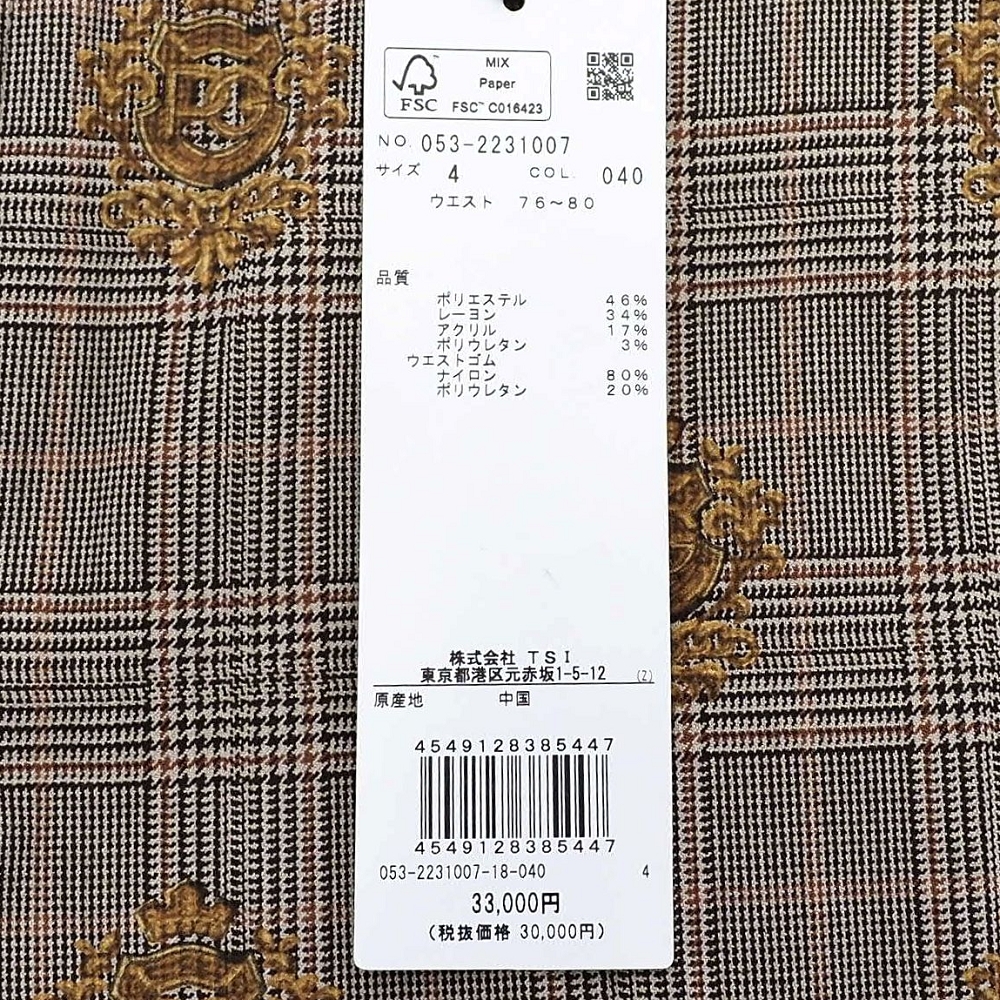 PG
FSC
MIX
Paper
FSC™ C016423
NO. 053-2231007
サイズ 4 COL. 040
ウエスト 76~80
品質
ポリエステル 46%
レーヨン 34%
アクリル 17%
ポリウレタン 3%
ウエストゴム
ナイロン 80%
ポリウレタン 20%
株式会社 TSI
東京都港区元赤坂1-5-12 (Z)
原産地 中国
4549128385447
4549128385447
053-2231007-18-040 4
33,000円
(税抜価格 30,000円)